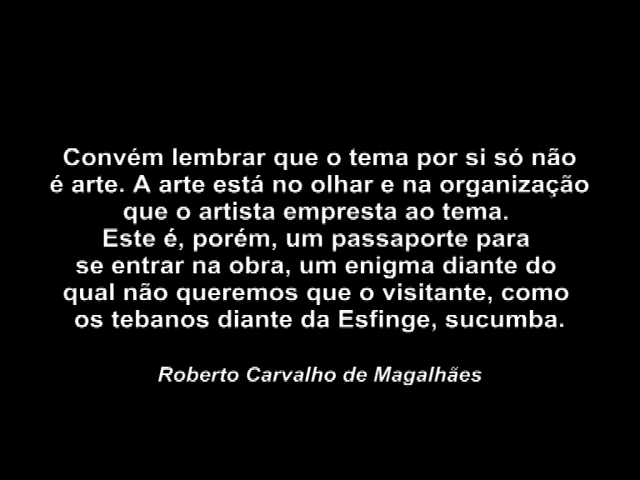 Convém lembrar que o tema por si só não
é arte. A arte está no olhar e na organização
que o artista empresta ao tema.
Este é, porém, um passaporte para
se entrar na obra, um enigma diante do
qual não queremos que o visitante, como
os tebanos diante da Esfinge, sucumba.
Roberto Carvalho de Magalhães